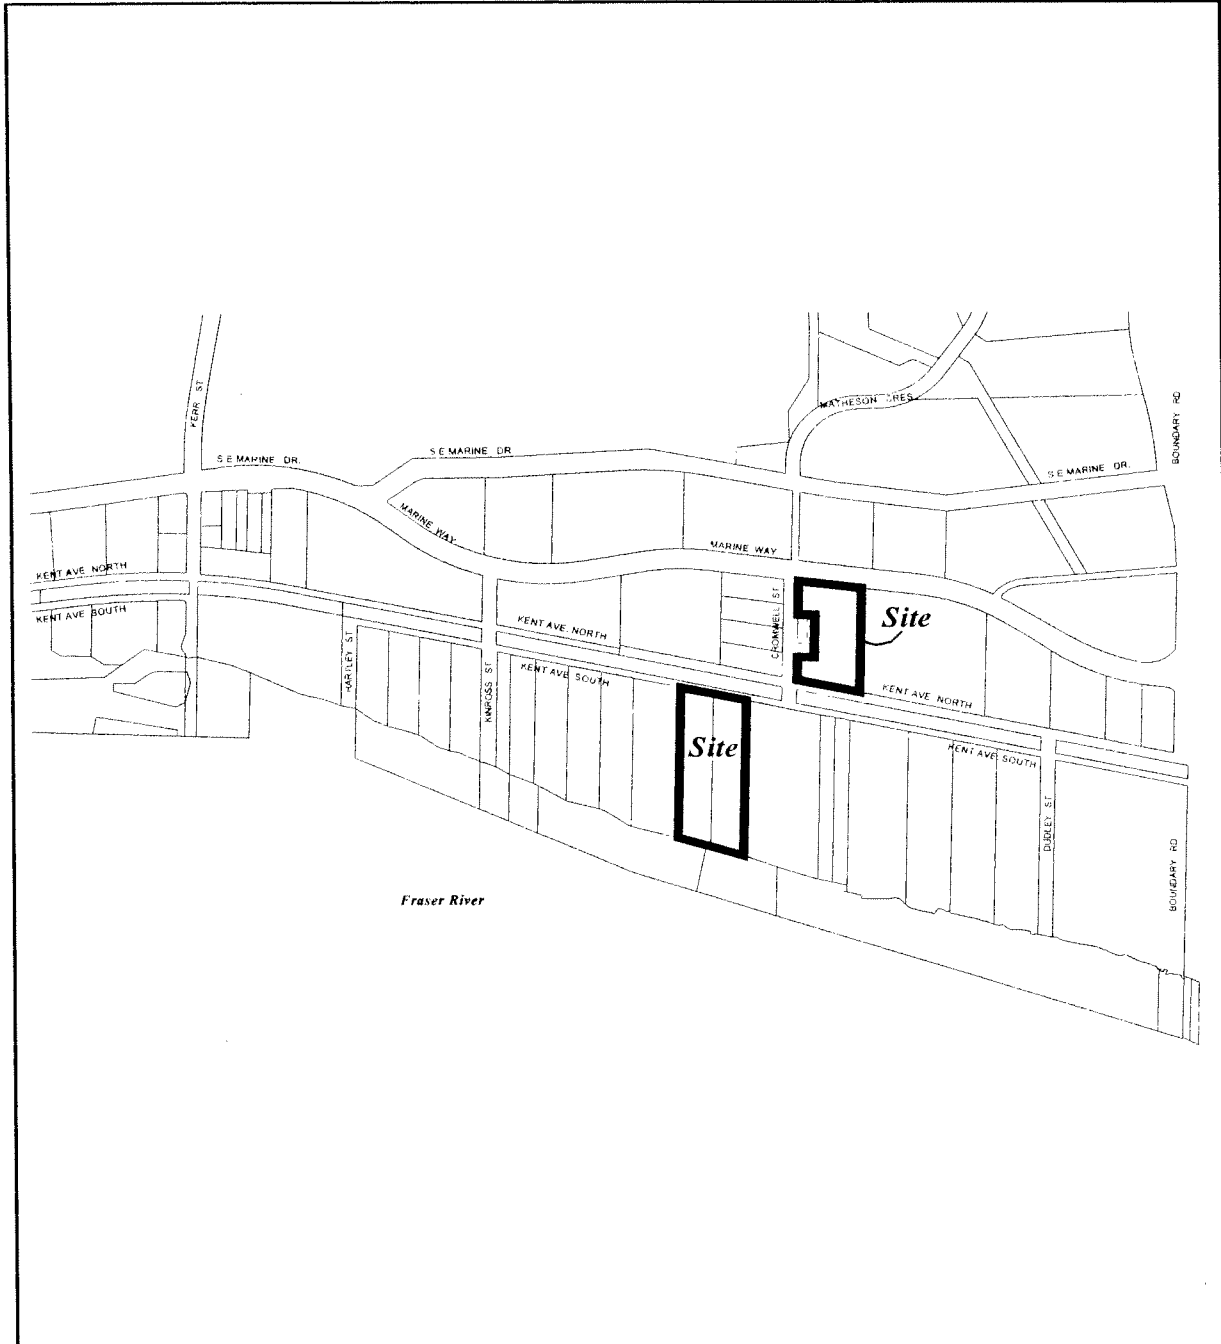 KERR ST
MATHESON CRES.
BOUNDARY RD
S E MARINE DR.
S E MARINE DR
S E MARINE DR.
MARINE WAY
MARINE WAY
KENT AVE NORTH
KENT AVE SOUTH
CROMWELL ST
Site
KENT AVE. NORTH
HARTLEY ST
KINROSS ST
KENT AVE SOUTH
KENT AVE NORTH
Site
KENT AVE SOUTH
DUDLEY ST
BOUNDARY RD
Fraser River